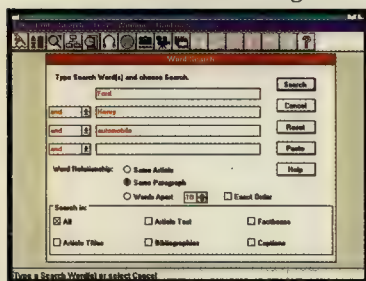 Word Search
Type Search Word(s) and choose Search.
Ford
Search
and Henry
Cancel
and automobile
Reset
and
Paste
Word Relationship:
Same Article
Help
Same Paragraph
Words Apart 10 Exact Order
Search in:
All Article Text Factboxes
Article Titles Bibliographies Captions
Type a Search Word(s) or select Cancel